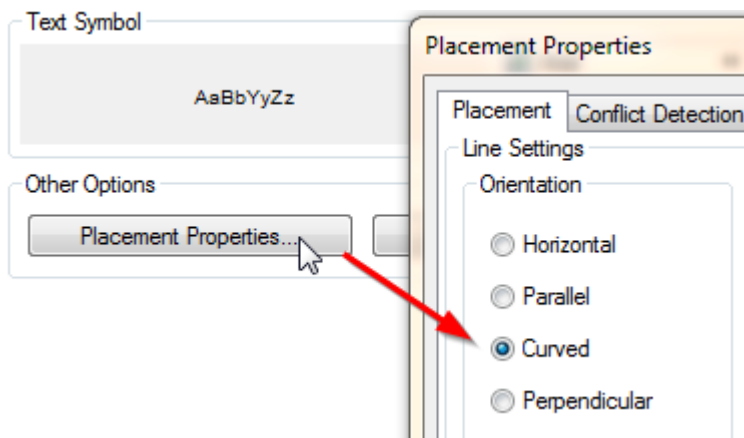 Text Symbol
AaBbYyZz
Other Options
Placement Properties...
Placement Properties
Placement
Conflict Detection
Line Settings
Orientation
Horizontal
Parallel
Curved
Perpendicular